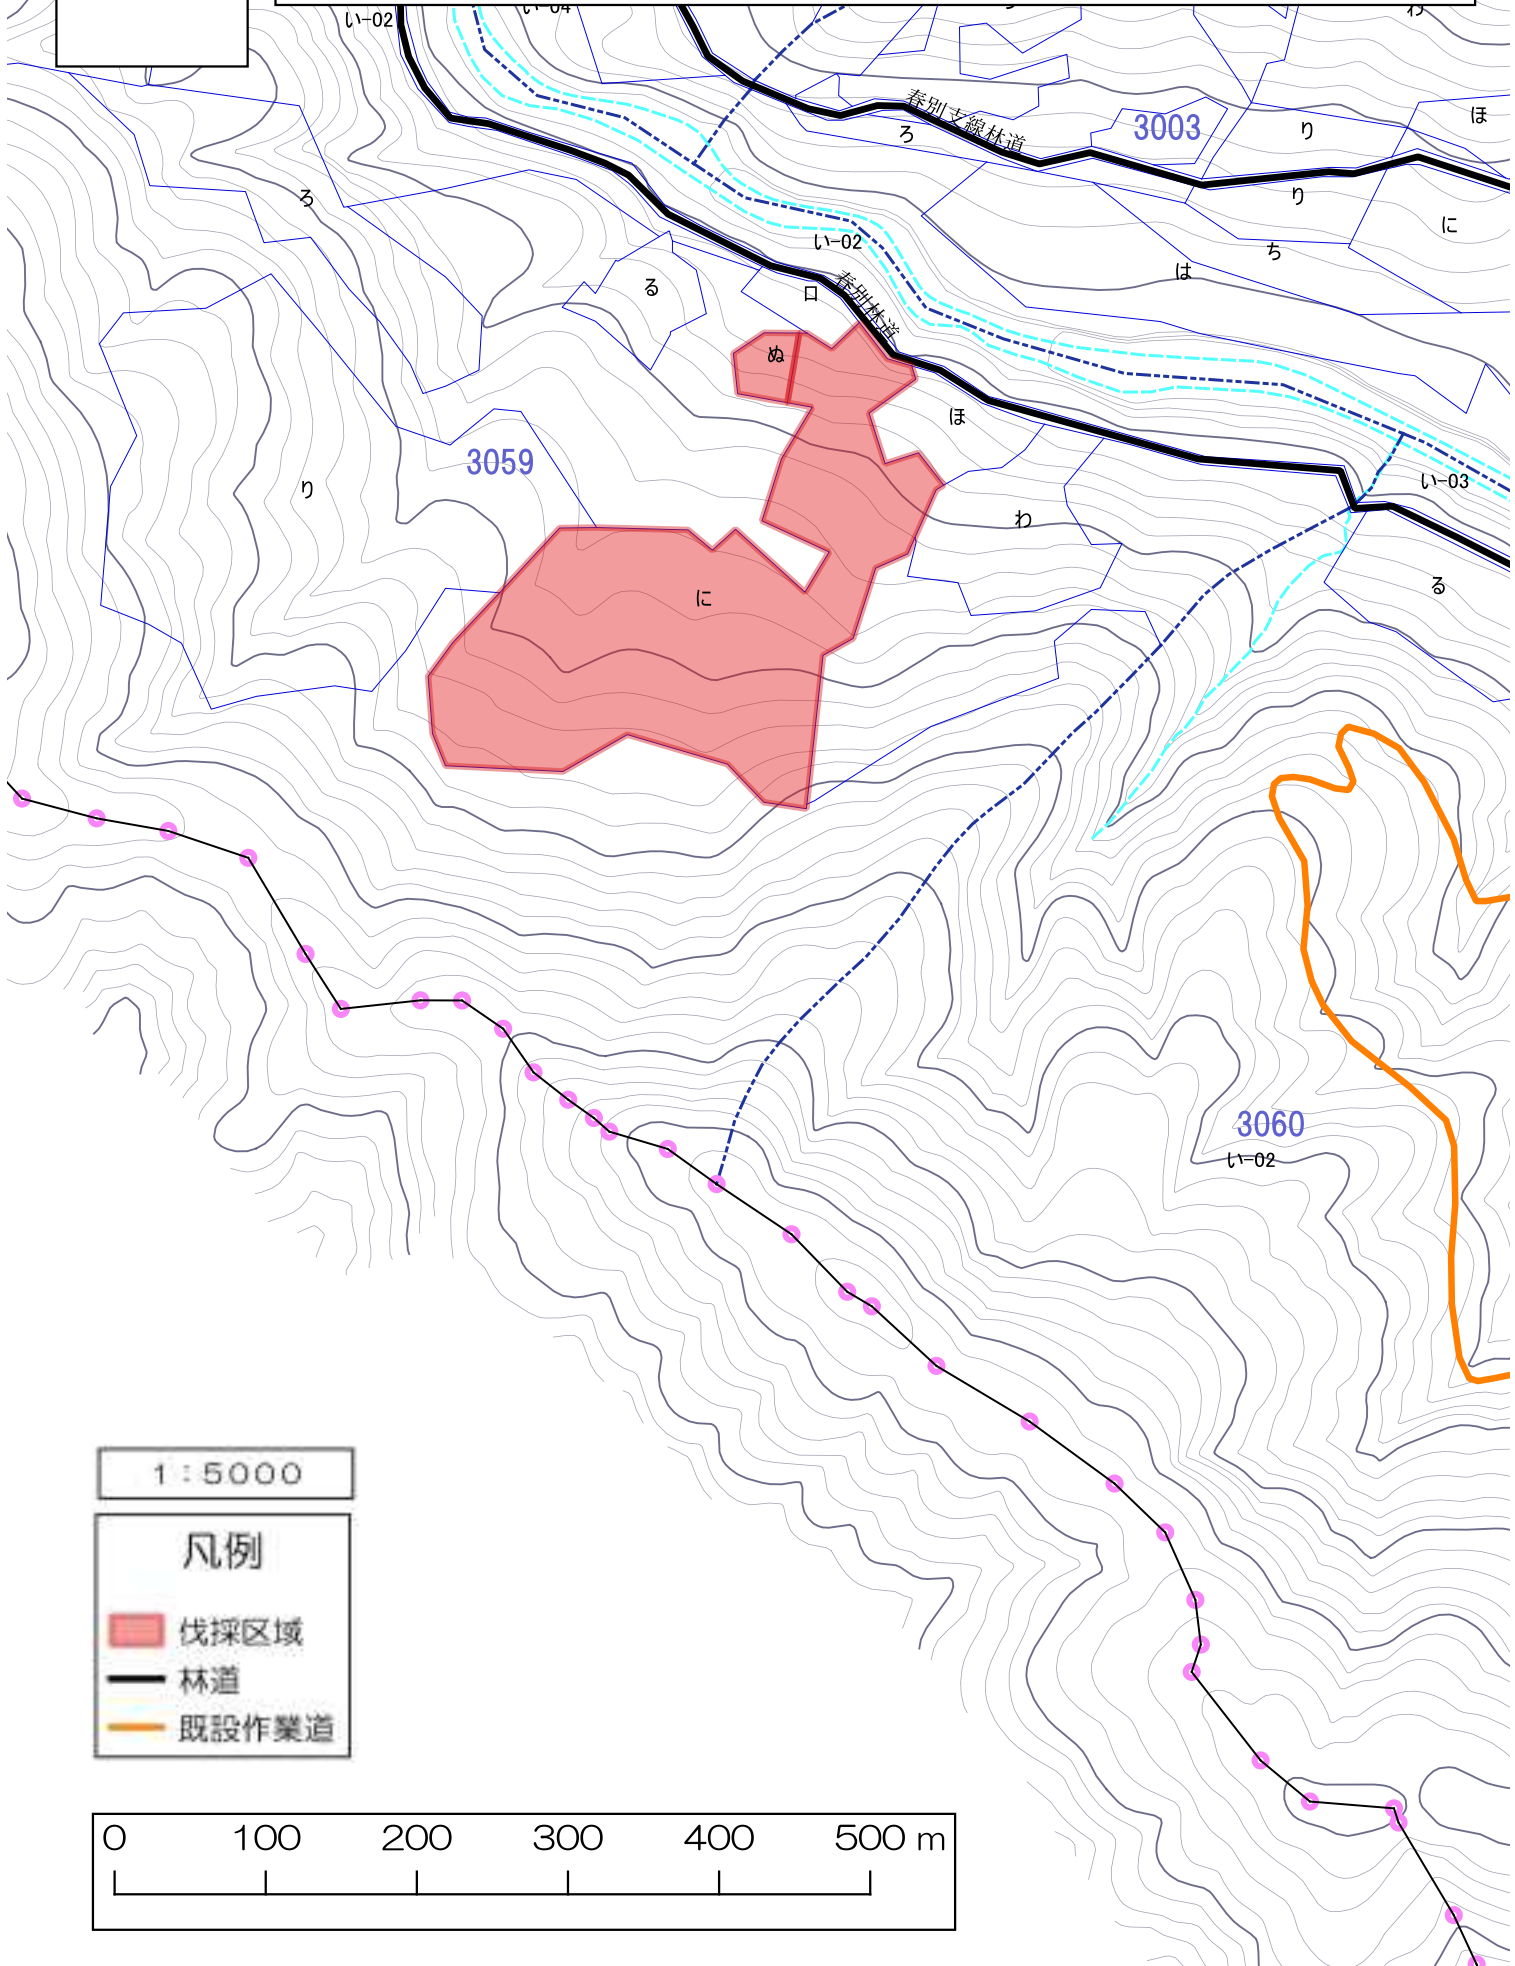 い-02
い-04
わ
春別支線林道
3003
ほ
り
ろ
ろ
り
に
い-02
ち
は
る
口
春別林道
ぬ
ほ
3059
り
い-03
わ
る
に
3060
い-02
1:5000
凡例
伐採区域
林道
既設作業道
0 100 200 300 400 500 m